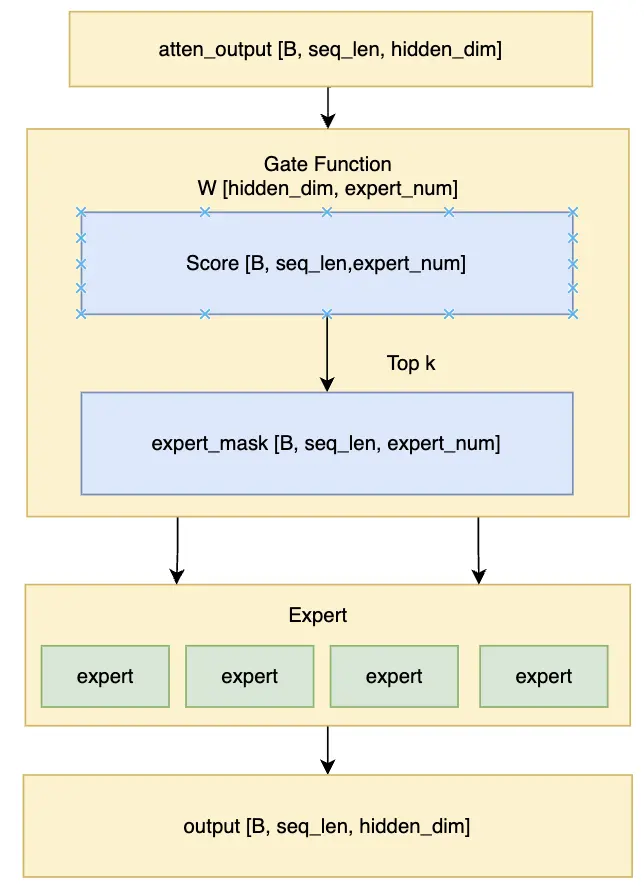 atten_output [B, seq_len, hidden_dim]
Gate Function
W [hidden_dim, expert_num]
Score [B, seq_len,expert_num]
Top k
expert_mask [B, seq_len, expert_num]
Expert
expert
expert
expert
expert
output [B, seq_len, hidden_dim]